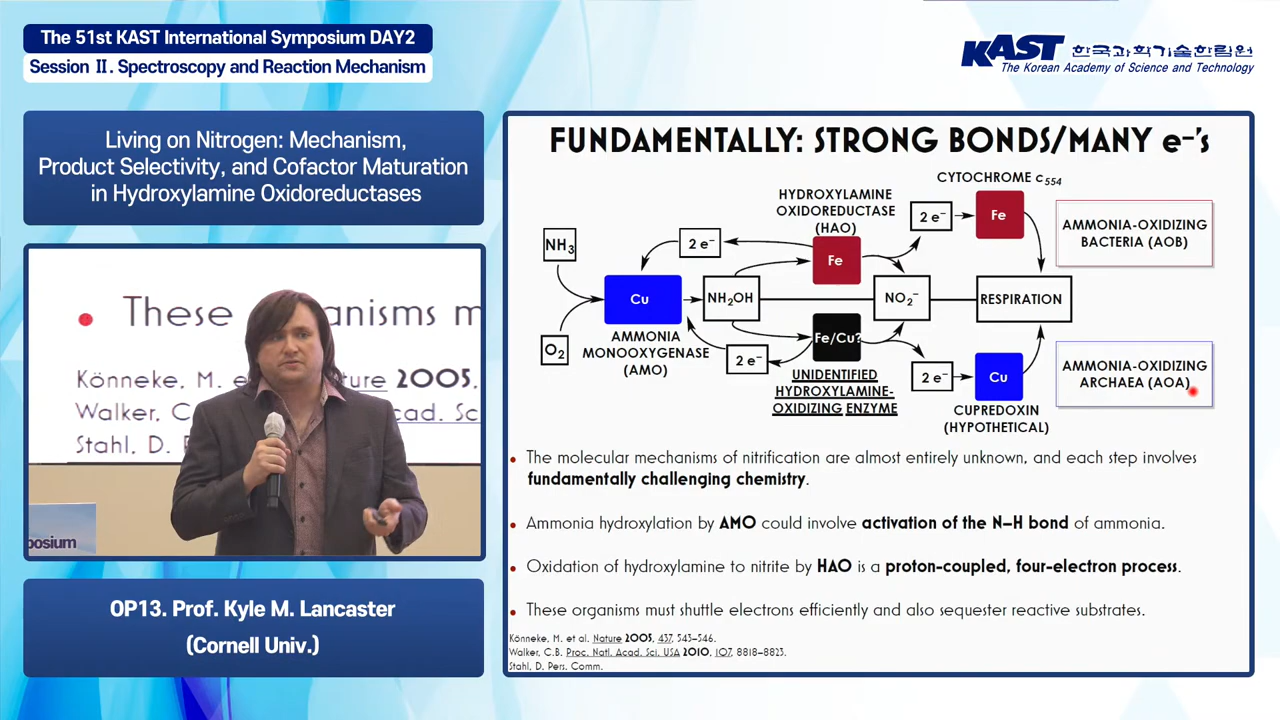 The 51st KAST International Symposium DAY2
Session Ⅱ. Spectroscopy and Reaction Mechanism
KAST 한국과학기술한림원
The Korean Academy of Science and Technology
Living on Nitrogen: Mechanism,
Product Selectivity, and Cofactor Maturation
in Hydroxylamine Oxidoreductases
These
Könneke, M. 2005,
Walker, C.
Stahl, D.
posium
OP13. Prof. Kyle M. Lancaster
(Cornell Univ.)
FUNDAMENTALLY: STRONG BONDS/MANY e⁻'s
CYTOCHROME c₅₅₄
HYDROXYLAMINE
OXIDOREDUCTASE
(HAO)
2 e⁻
Fe
AMMONIA-OXIDIZING
BACTERIA (AOB)
NH₃
2 e⁻
Fe
Cu
NH₂OH
NO₂⁻
RESPIRATION
O₂
AMMONIA
MONOOXYGENASE
(AMO)
2 e⁻
Fe/Cu?
UNIDENTIFIED
HYDROXYLAMINE-
OXIDIZING ENZYME
2 e⁻
Cu
CUPREDOXIN
(HYPOTHETICAL)
AMMONIA-OXIDIZING
ARCHAEA (AOA)
• The molecular mechanisms of nitrification are almost entirely unknown, and each step involves
fundamentally challenging chemistry.
• Ammonia hydroxylation by AMO could involve activation of the N–H bond of ammonia.
• Oxidation of hydroxylamine to nitrite by HAO is a proton-coupled, four-electron process.
• These organisms must shuttle electrons efficiently and also sequester reactive substrates.
Könneke, M. et al. Nature 2005, 437, 543–546.
Walker, C.B. Proc. Natl. Acad. Sci. USA 2010, 107, 8818–8823.
Stahl, D. Pers. Comm.